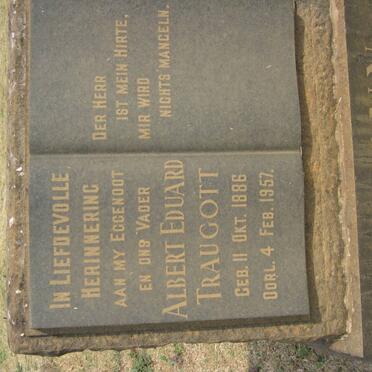 IN LIEFDEVOLLE
HERINNERING
AAN MY EGGENOOT
EN ONS VADER
ALBERT EDUARD
TRAUGOTT
GEB. 11 OKT. 1886
OORL. 4 FEB. 1957.
DER HERR
IST MEIN HIRTE,
MIR WIRD
NICHTS MANGELN.